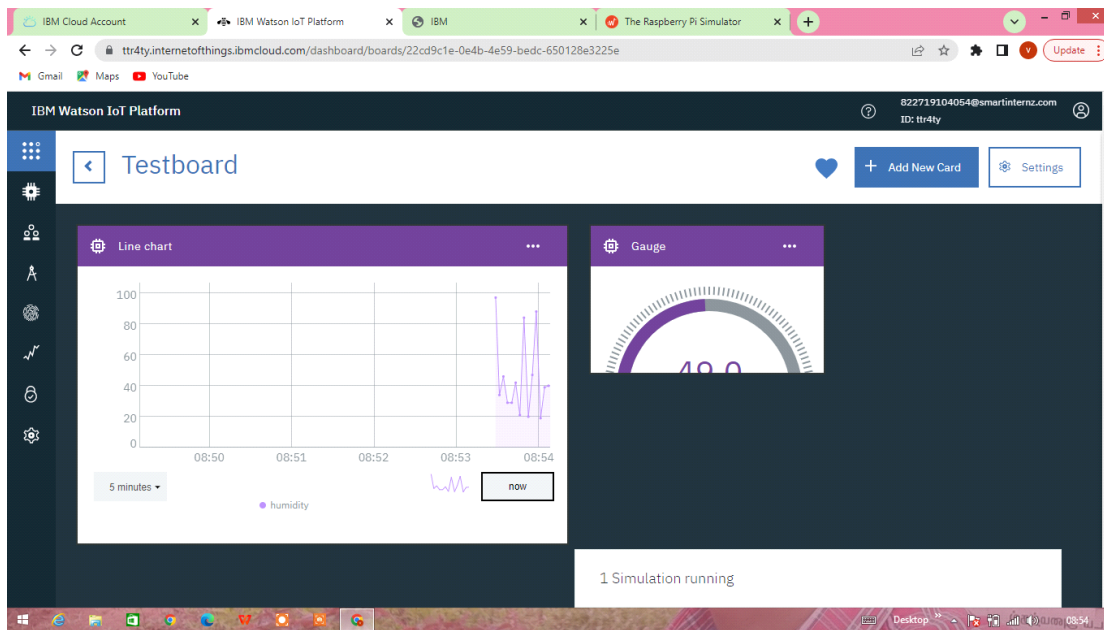 IBM Cloud Account
IBM Watson IoT Platform
IBM
The Raspberry Pi Simulator
ttr4ty.internetofthings.ibmcloud.com/dashboard/boards/22cd9c1e-0e4b-4e59-bedc-650128e3225e
V
Update
Gmail
Maps
YouTube
IBM Watson IoT Platform
822719104054@smartinternz.com
ID: ttr4ty
Testboard
+ Add New Card
Settings
Line chart
Gauge
100
80
60
40
20
0
08:50
08:51
08:52
08:53
08:54
5 minutes
now
humidity
1 Simulation running
Desktop
08:54